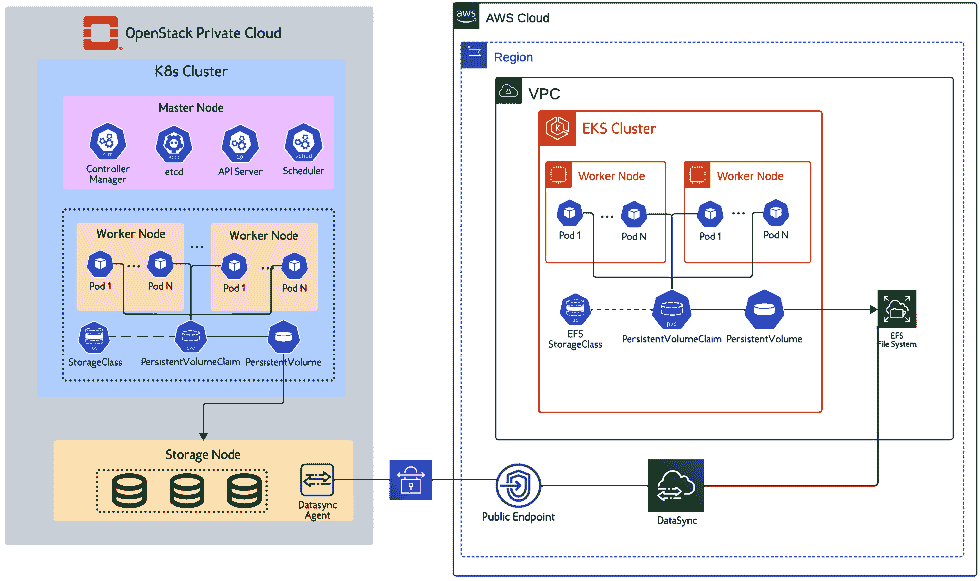 OpenStack Private Cloud
K8s Cluster
Master Node
Controller
Manager
etcd
API Server
Scheduler
Worker Node
...
Worker Node
Pod 1
...
Pod N
Pod 1
...
Pod N
StorageClass
PersistentVolumeClaim
PersistentVolume
Storage Node
Datasync
Agent
aws
AWS Cloud
Region
VPC
EKS Cluster
Worker Node
Worker Node
Pod 1
...
Pod N
Pod 1
...
Pod N
EFS
StorageClass
pvc
PersistentVolumeClaim
PersistentVolume
EFS
File System
Public Endpoint
DataSync